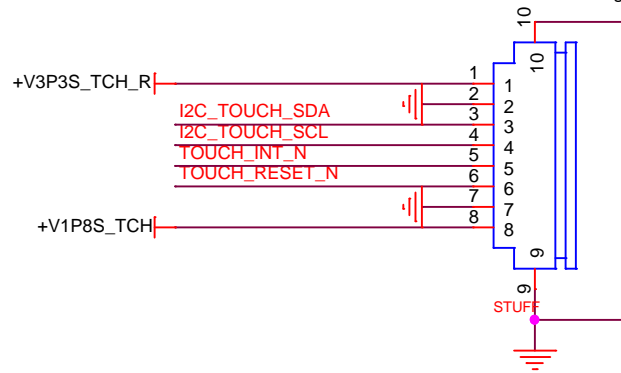 10
10
+V3P3S_TCH_R
1 1
2 2
I2C_TOUCH_SDA 3 3
I2C_TOUCH_SCL 4 4
TOUCH_INT_N 5 5
TOUCH_RESET_N 6 6
7 7
+V1P8S_TCH 8 8
9
9
STUFF